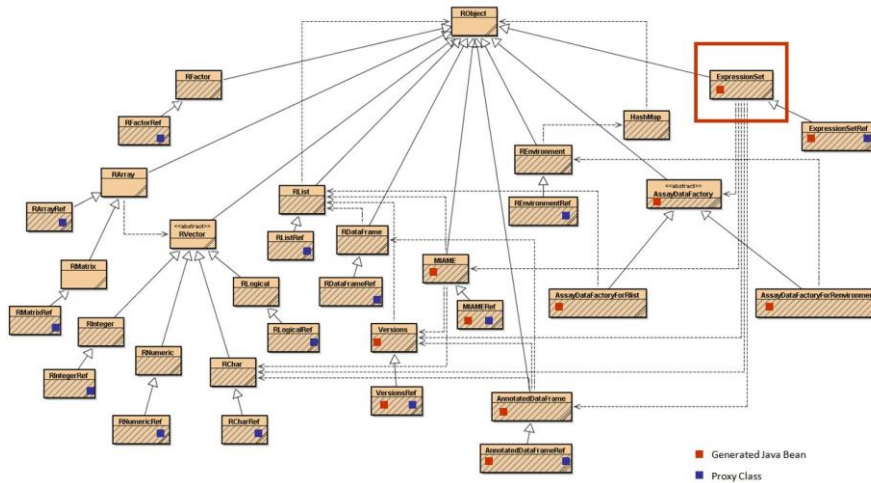 RObject
RFactor
ExpressionSet
RFactorRef
HashMap
ExpressionSetRef
REnvironment
RArray
RList
<<abstract>>
AssayDataFactory
RArrayRef
REnvironmentRef
<<abstract>>
RVector
RListRef
RDataFrame
RMatrix
MIAME
RLogical
RDataFrameRef
AssayDataFactoryForRlist
AssayDataFactoryForRenvironment
RMatrixRef
MIAMERef
RInteger
RLogicalRef
Versions
RNumeric
RChar
RIntegerRef
VersionsRef
AnnotatedDataFrame
RNumericRef
RCharRef
AnnotatedDataFrameRef
Generated Java Bean
Proxy Class